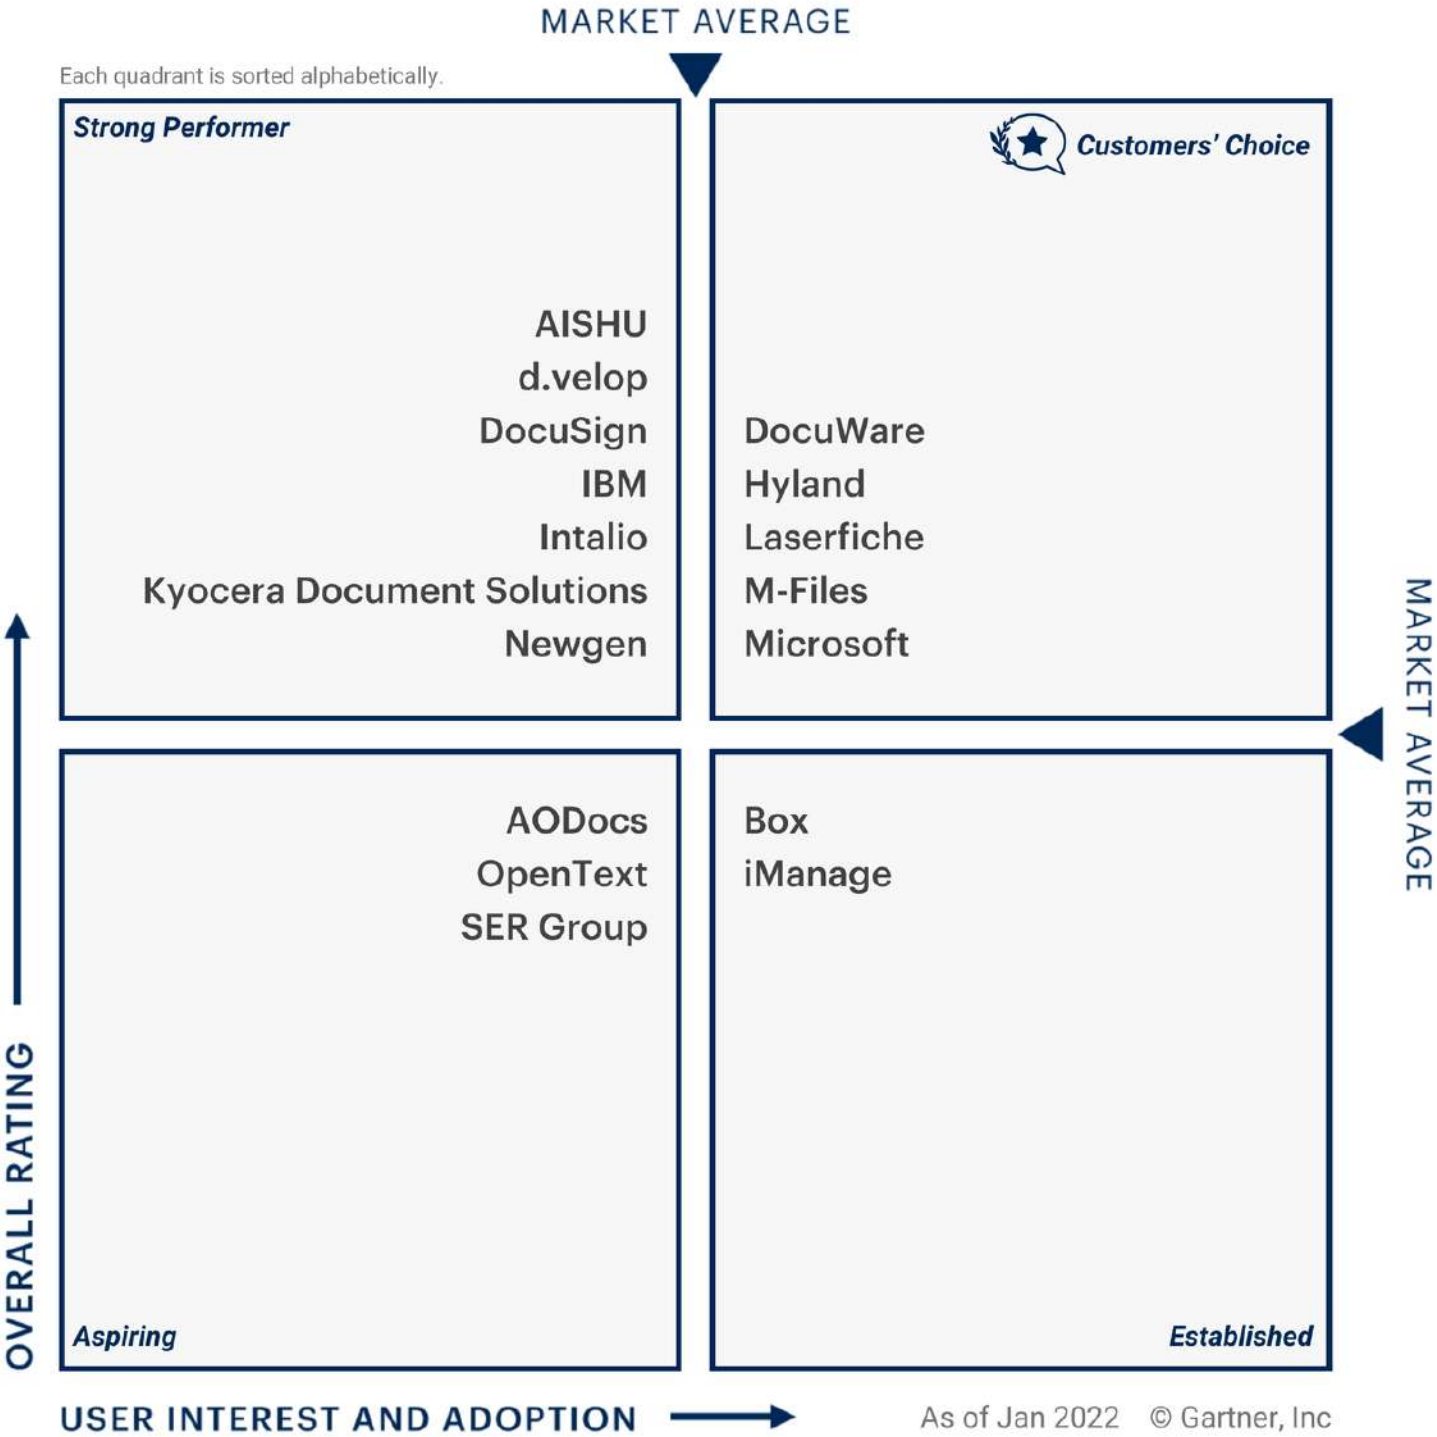 MARKET AVERAGE
Each quadrant is sorted alphabetically.
Strong Performer
AISHU
d.velop
DocuSign
IBM
Intalio
Kyocera Document Solutions
Newgen
Customers' Choice
DocuWare
Hyland
Laserfiche
M-Files
Microsoft
MARKET AVERAGE
OVERALL RATING
AODocs
OpenText
SER Group
Aspiring
Box
iManage
Established
USER INTEREST AND ADOPTION
As of Jan 2022 © Gartner, Inc